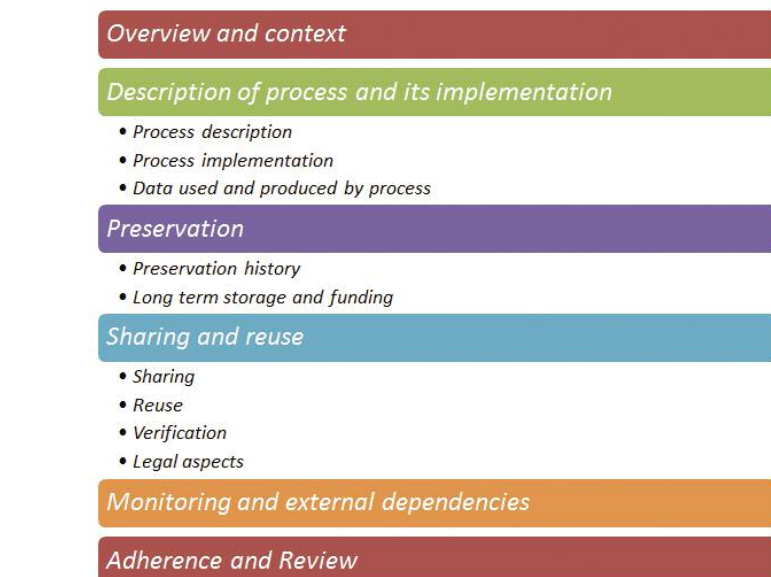 Overview and context
Description of process and its implementation
• Process description
• Process implementation
• Data used and produced by process
Preservation
• Preservation history
• Long term storage and funding
Sharing and reuse
• Sharing
• Reuse
• Verification
• Legal aspects
Monitoring and external dependencies
Adherence and Review